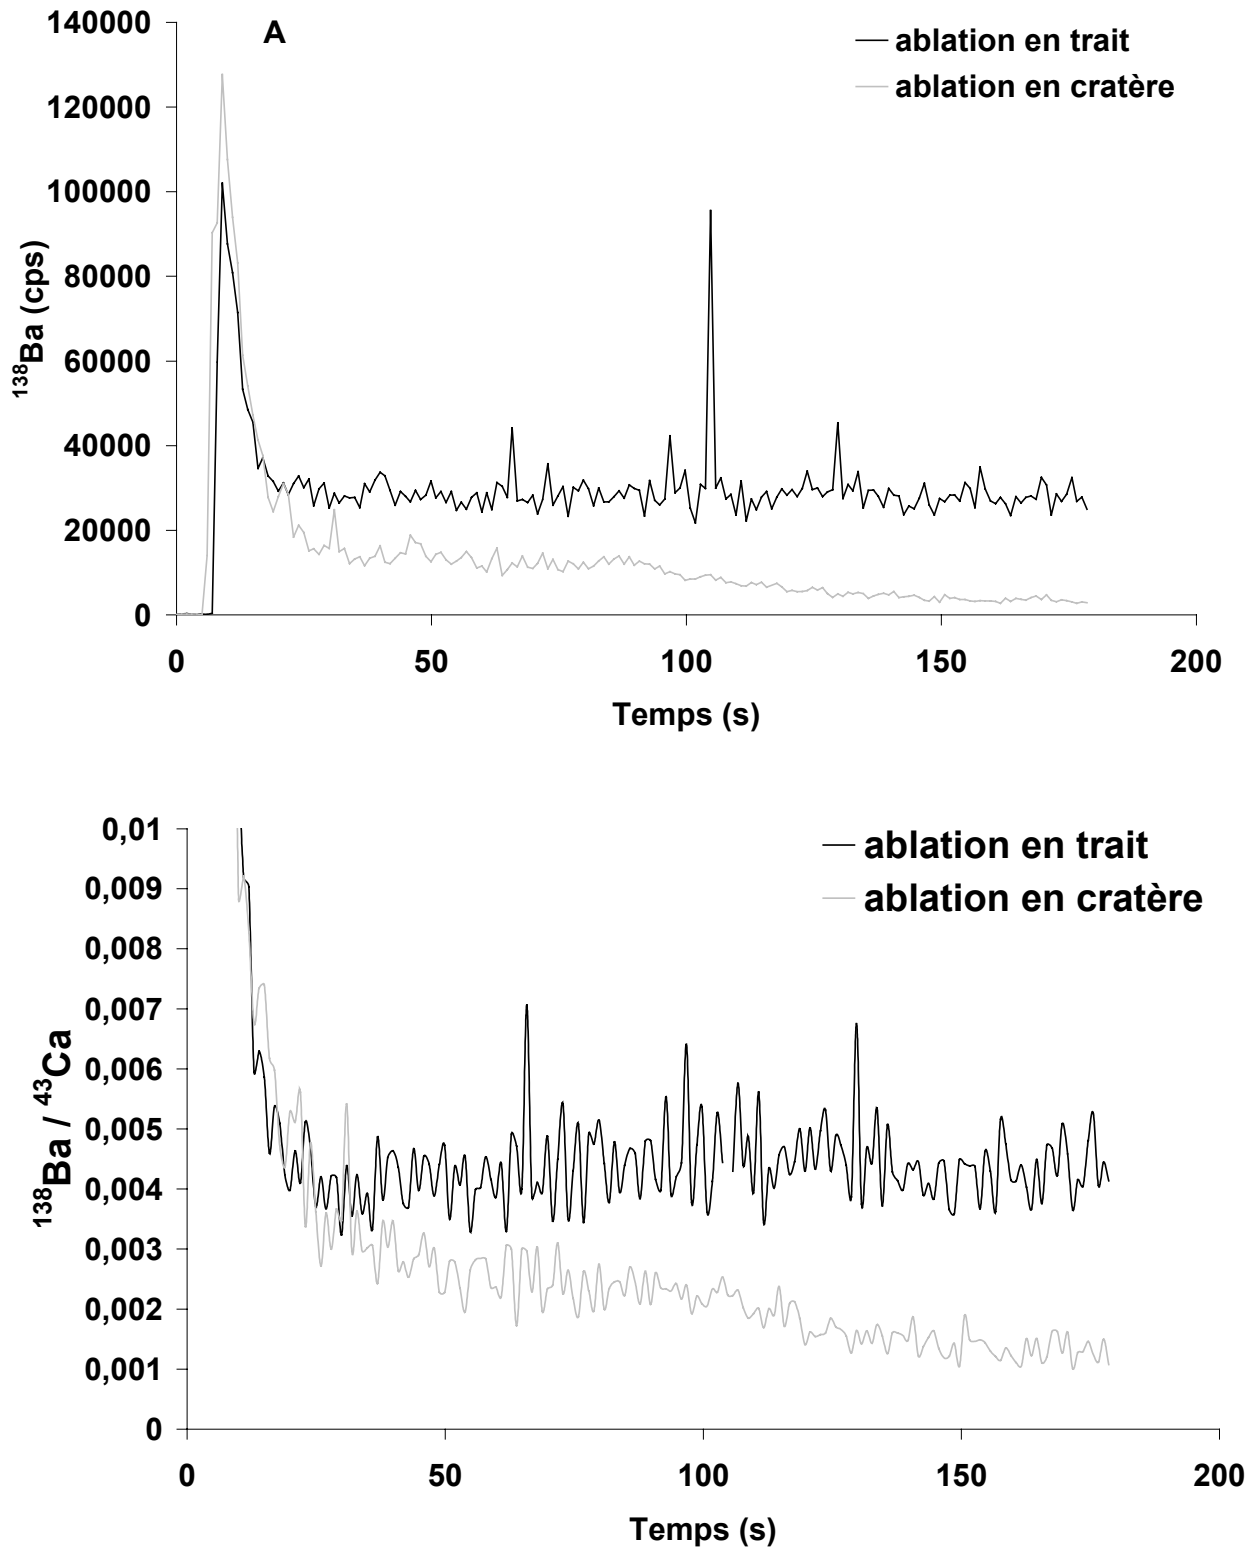 A
ablation en trait
ablation en cratère
140000
120000
100000
80000
60000
40000
20000
0
138Ba (cps)
0 50 100 150 200
Temps (s)
ablation en trait
ablation en cratère
0,01
0,009
0,008
0,007
0,006
0,005
0,004
0,003
0,002
0,001
0
138Ba / 43Ca
0 50 100 150 200
Temps (s)